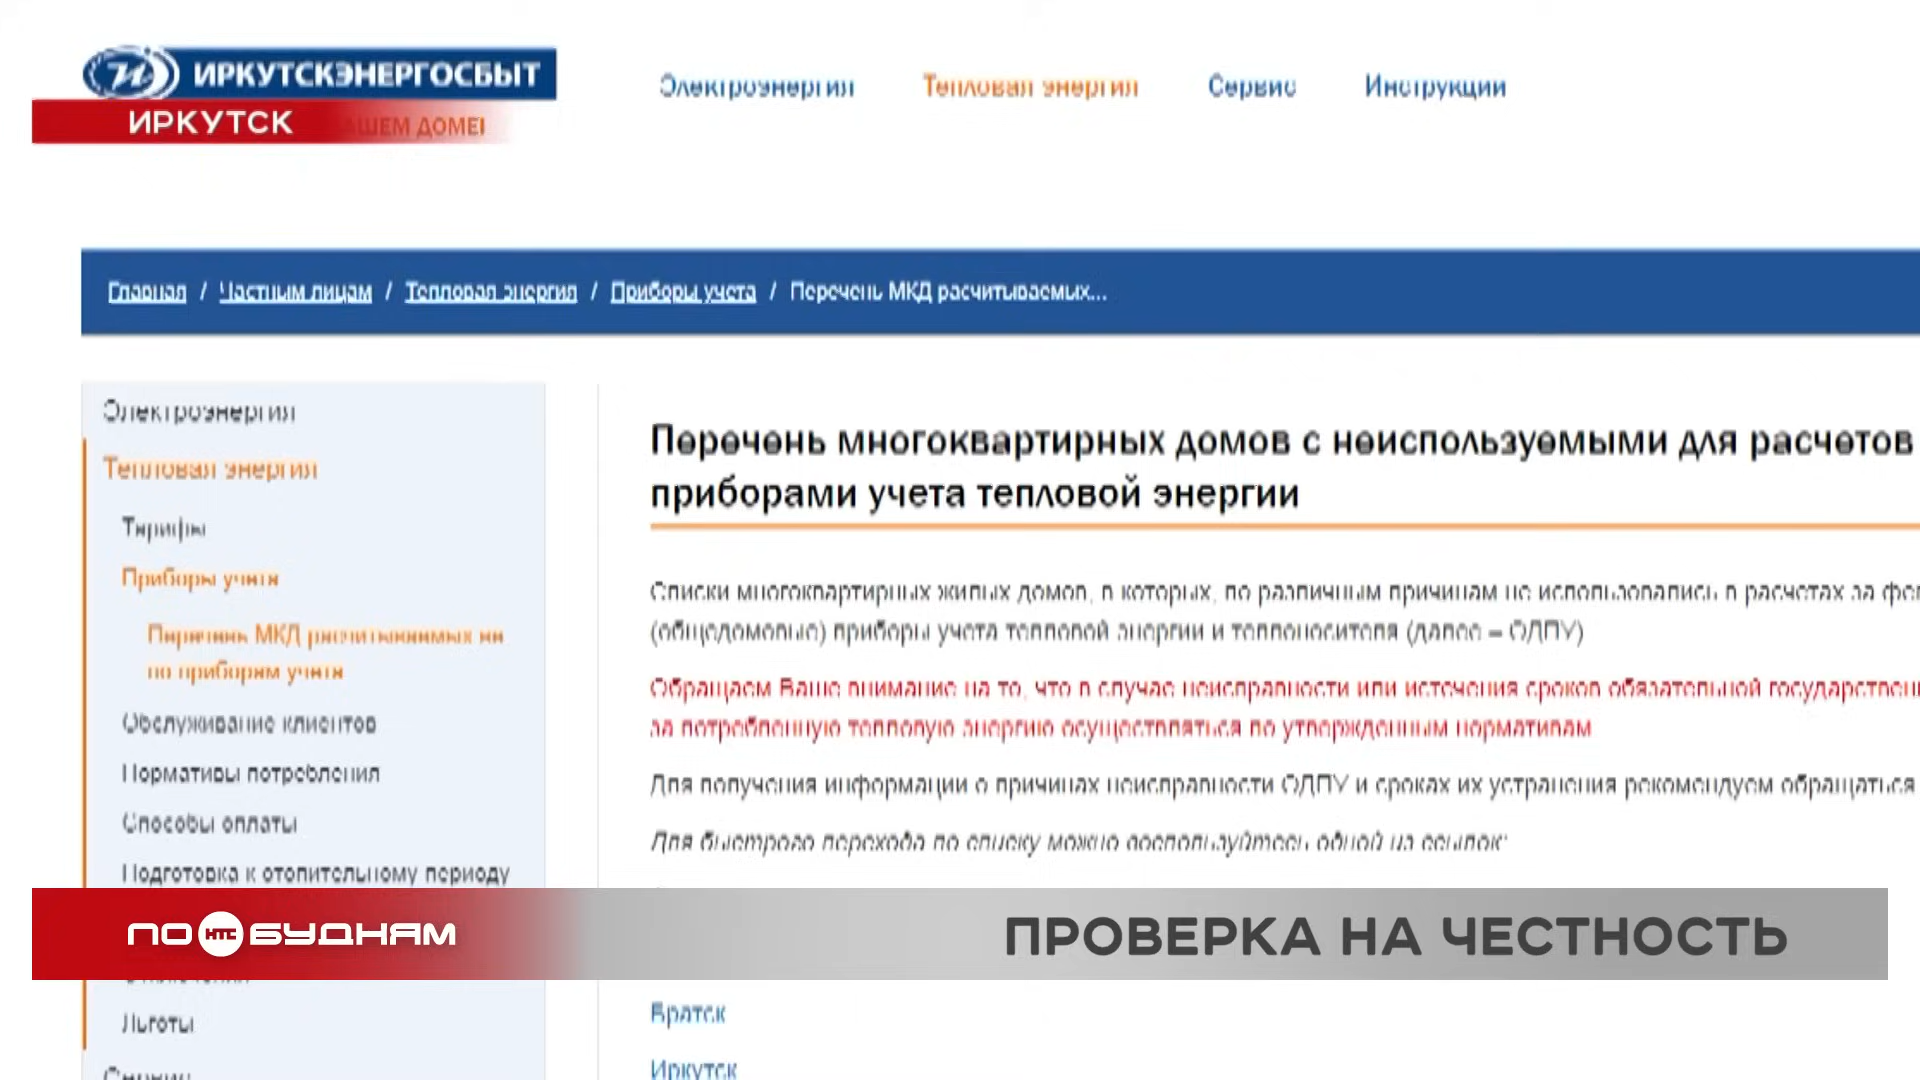 ИРКУТСКЭНЕРГОСБЫТ
ИРКУТСК
АШЕМ ДОМЕ!
Электроэнергия Тепловая энергия Сервис Инструкции
Главная / Частным лицам / Тепловая энергия / Приборы учета / Перечень МКД расчитываемых...
Электроэнергия
Тепловая энергия
Тарифы
Приборы учета
Перечень МКД расчитываемых не
по приборам учета
Обслуживание клиентов
Нормативы потребления
Способы оплаты
Подготовка к отопительному периоду
Льготы
Сервис
Перечень многоквартирных домов с неиспользуемыми для расчетов
приборами учета тепловой энергии
Списки многоквартирных жилых домов, в которых, по различным причинам не использовались в расчетах за
(общедомовые) приборы учета тепловой энергии и теплоносителя (далее – ОДПУ)
Обращаем Ваше внимание на то, что в случае неисправности или истечения сроков обязательной государствен
за потребленную тепловую энергию осуществляться по утвержденным нормативам
Для получения информации о причинах неисправности ОДПУ и сроках их устранения рекомендуем обращаться
Для быстрого перехода по списку можно воспользуйтесь одной из ссылок:
ПО НТС БУДНЯМ
ПРОВЕРКА НА ЧЕСТНОСТЬ
Братск
Иркутск